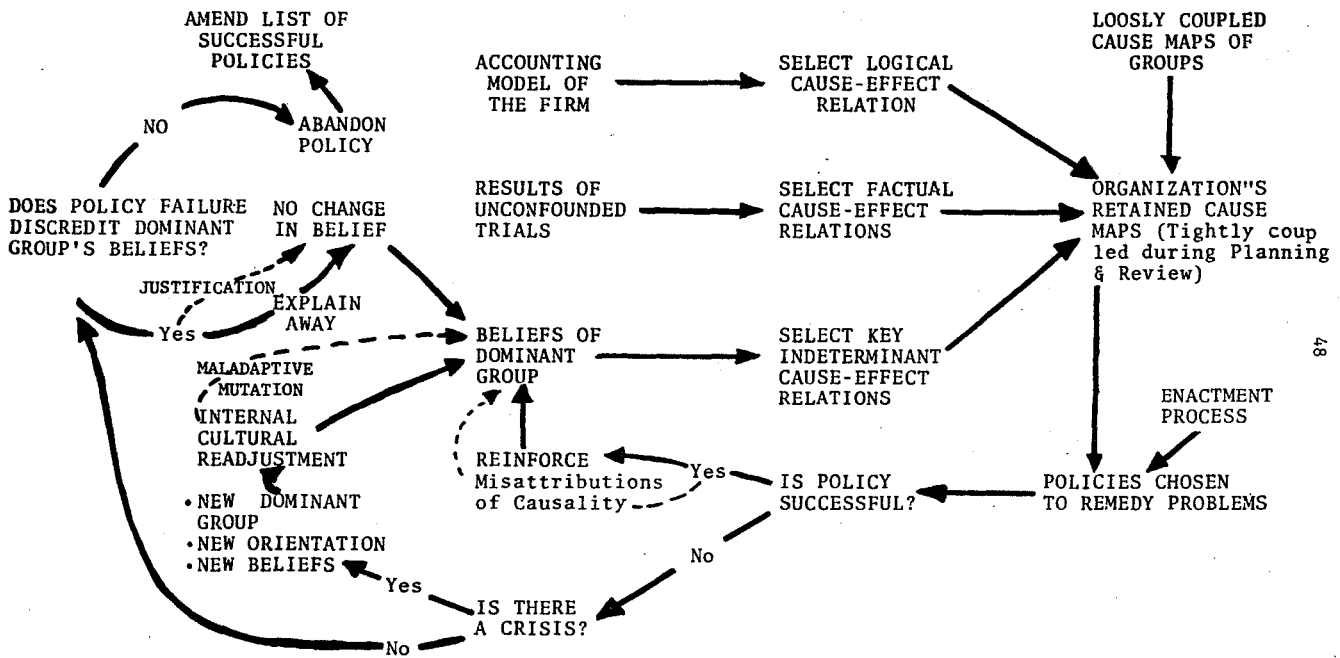 AMEND LIST OF
SUCCESSFUL
POLICIES
NO
ABANDON
POLICY
DOES POLICY FAILURE
DISCREDIT DOMINANT
GROUP'S BELIEFS?
NO CHANGE
IN BELIEF
JUSTIFICATION
Yes
EXPLAIN
AWAY
MALADAPTIVE
MUTATION
INTERNAL
CULTURAL
READJUSTMENT
•NEW DOMINANT
GROUP
•NEW ORIENTATION
•NEW BELIEFS
Yes
No
IS THERE
A CRISIS?
No
ACCOUNTING
MODEL OF
THE FIRM
RESULTS OF
UNCONFOUNDED
TRIALS
BELIEFS OF
DOMINANT
GROUP
REINFORCE
Misattributions
of Causality
Yes
SELECT LOGICAL
CAUSE-EFFECT
RELATION
SELECT FACTUAL
CAUSE-EFFECT
RELATIONS
SELECT KEY
INDETERMINANT
CAUSE-EFFECT
RELATIONS
IS POLICY
SUCCESSFUL?
LOOSLY COUPLED
CAUSE MAPS OF
GROUPS
ORGANIZATION"S
RETAINED CAUSE
MAPS (Tightly coup
led during Planning
& Review)
ENACTMENT
PROCESS
POLICIES CHOSEN
TO REMEDY PROBLEMS
48